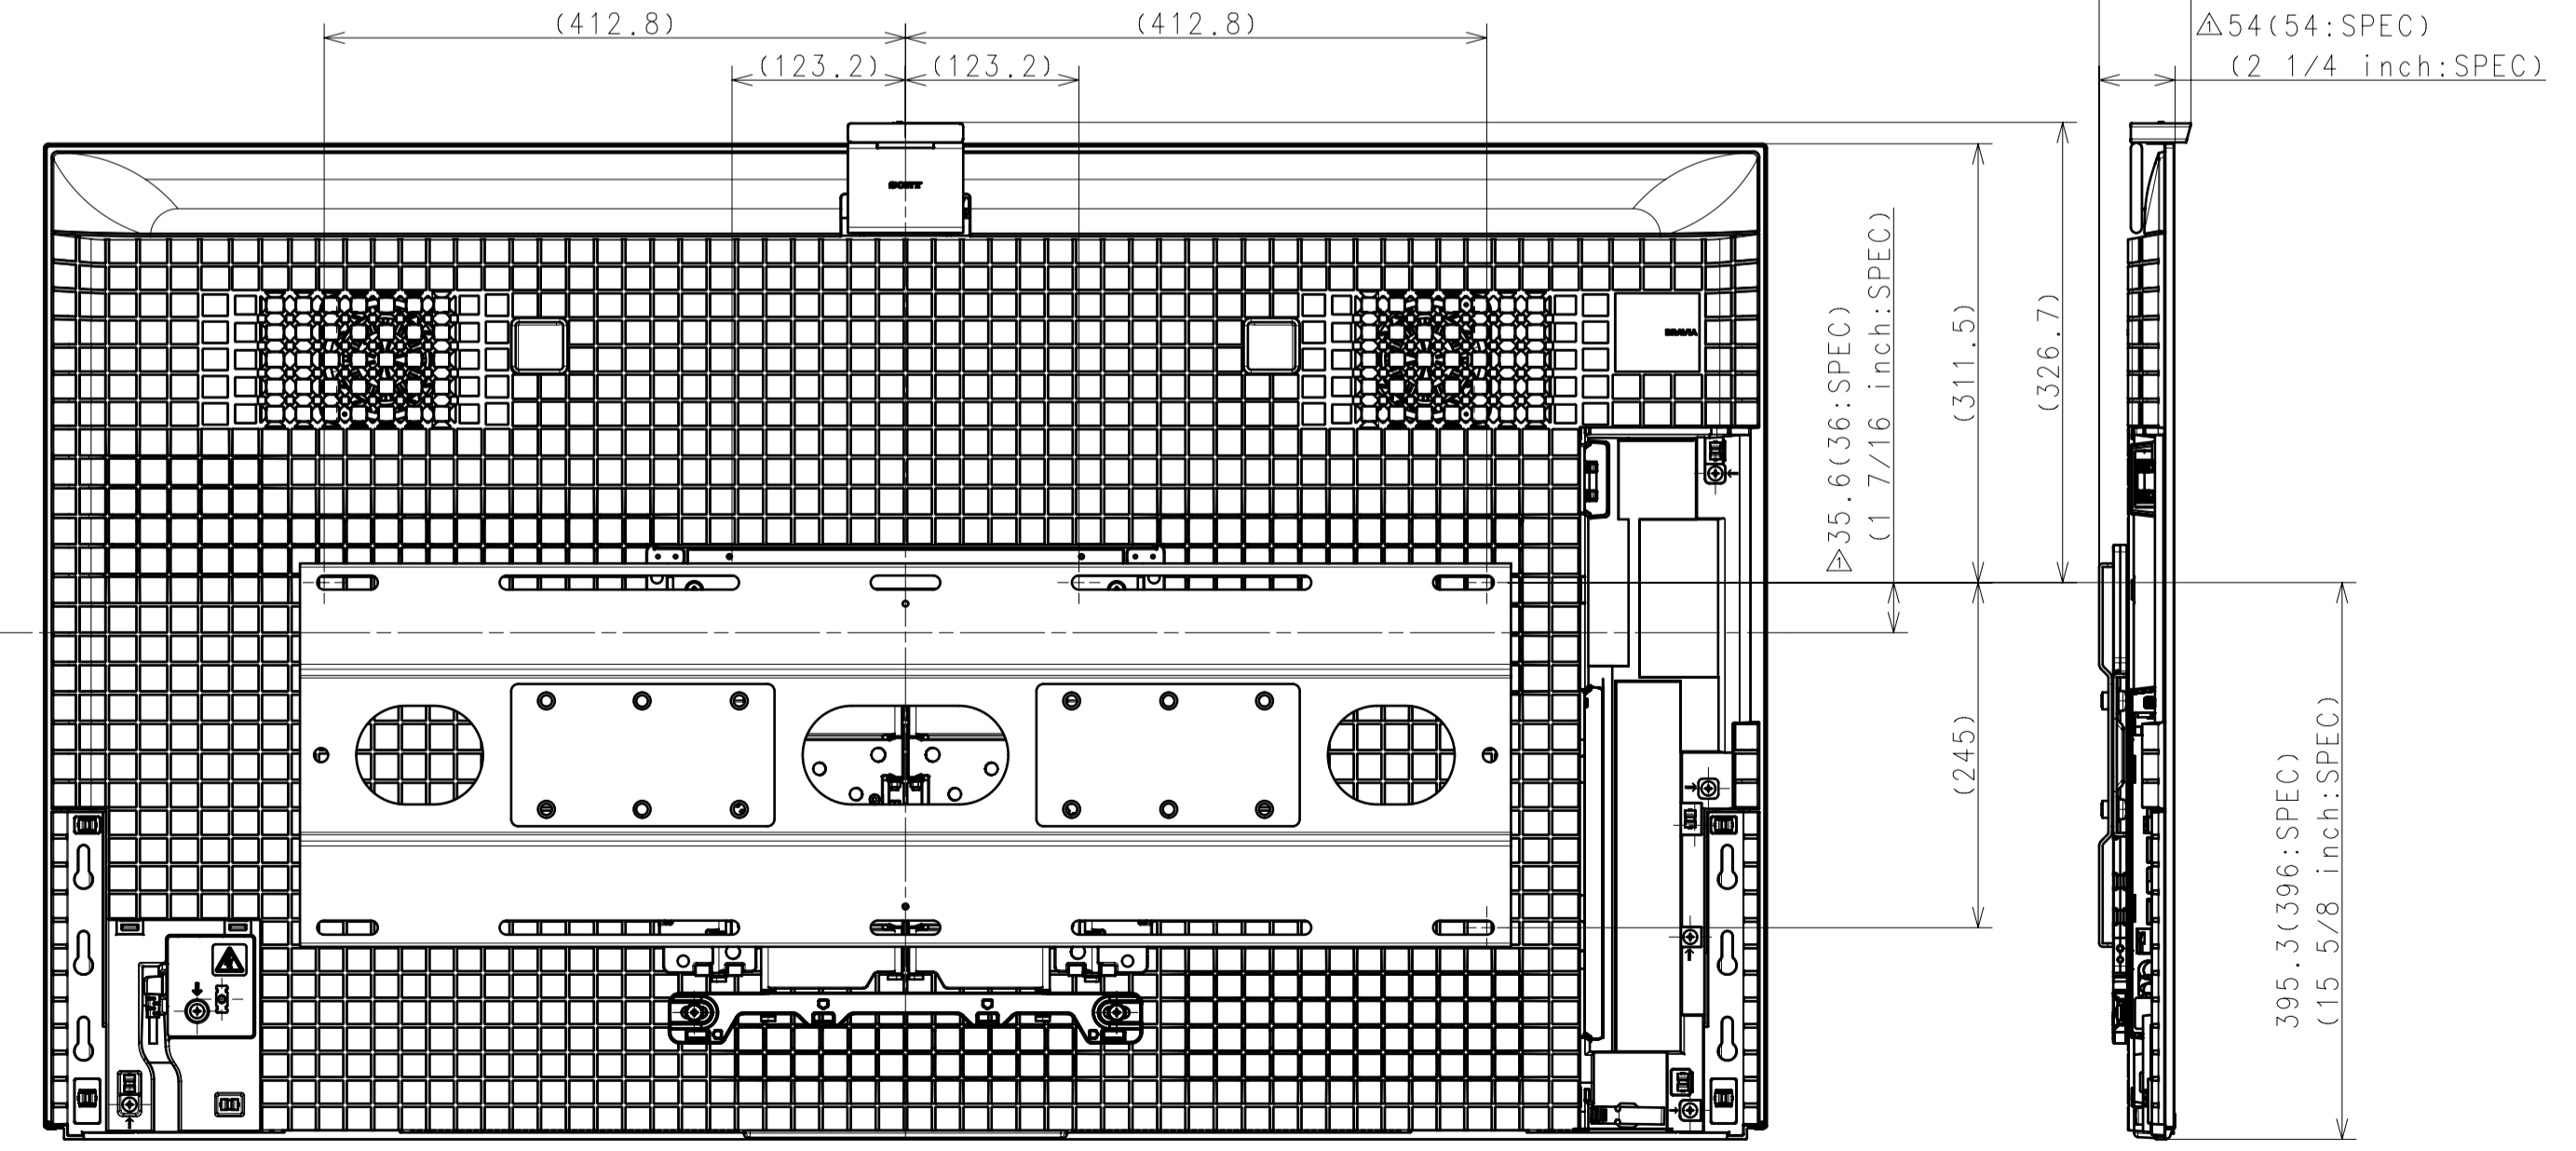 (412.8)
(412.8)
⚠54(54:SPEC)
(123.2)
(123.2)
(2 1/4 inch:SPEC)
SONY
BRAVIA
⚠35.6(36:SPEC)
(1 7/16 inch:SPEC)
(311.5)
(326.7)
(245)
395.3(396:SPEC)
(15 5/8 inch:SPEC)